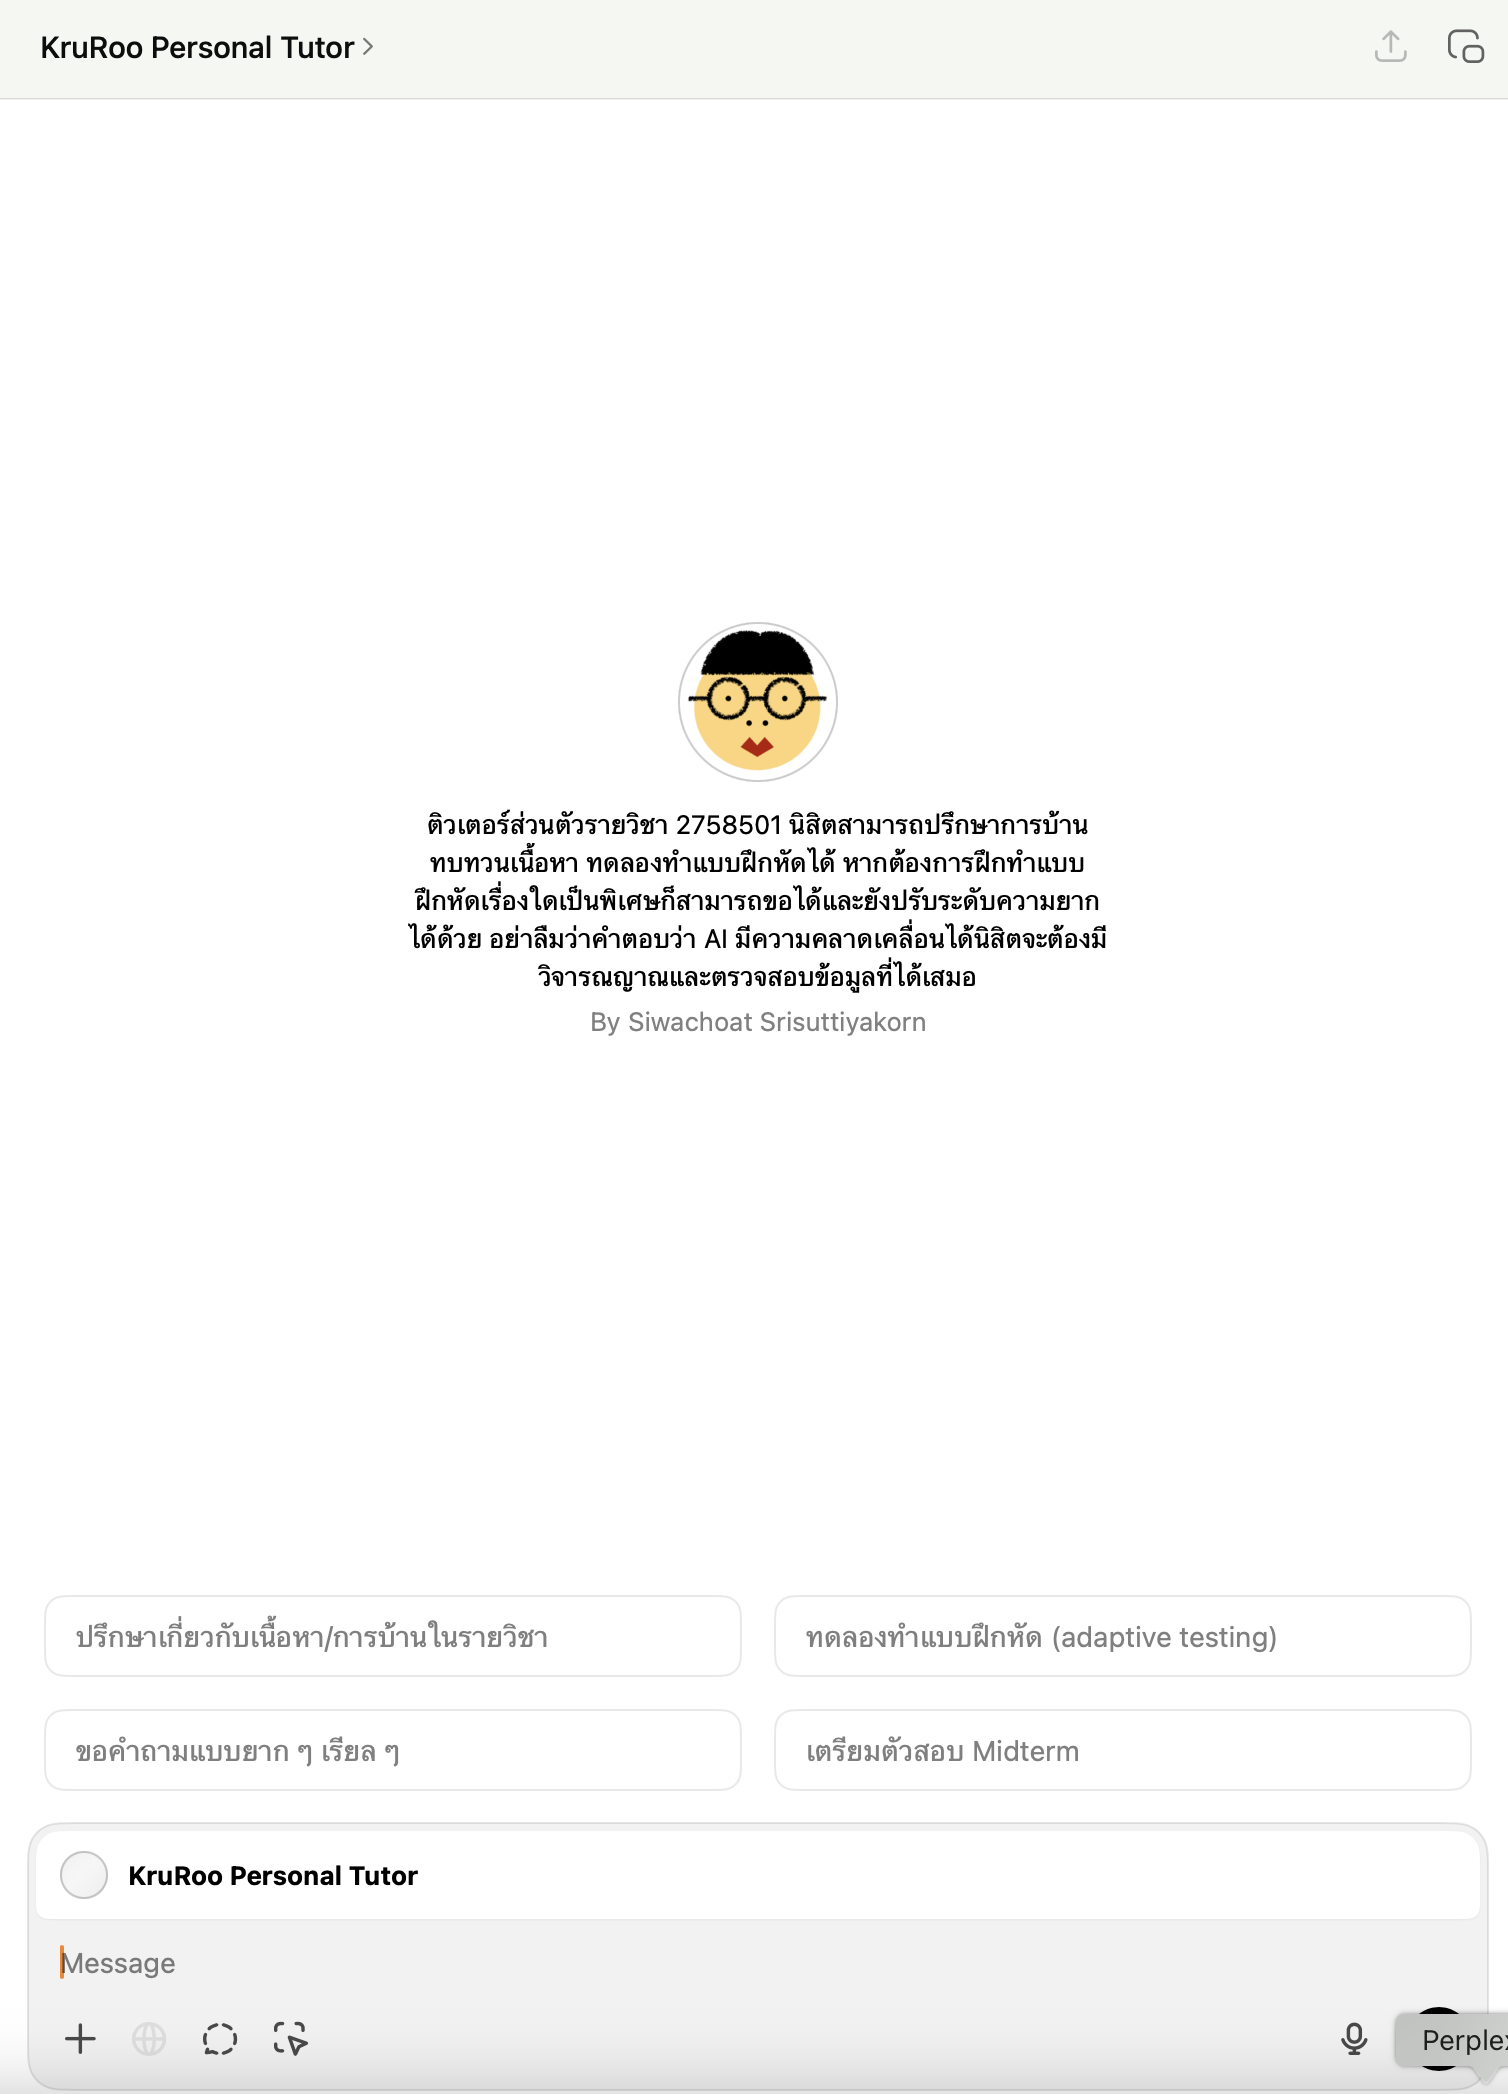 KruRoo Personal Tutor
ติวเตอร์ส่วนตัวรายวิชา 2758501 นิสิตสามารถปรึกษาการบ้าน
ทบทวนเนื้อหา ทดลองทำแบบฝึกหัดได้ หากต้องการฝึกทำแบบ
ฝึกหัดเรื่องใดเป็นพิเศษก็สามารถขอได้และยังปรับระดับความยาก
ได้ด้วย อย่าลืมว่าคำตอบว่า AI มีความคลาดเคลื่อนได้นิสิตจะต้องมี
วิจารณญาณและตรวจสอบข้อมูลที่ได้เสมอ
By Siwachoat Srisuttiyakorn
ปรึกษาเกี่ยวกับเนื้อหา/การบ้านในรายวิชา
ทดลองทำแบบฝึกหัด (adaptive testing)
ขอคำถามแบบยาก ๆ เรียล ๆ
เตรียมตัวสอบ Midterm
KruRoo Personal Tutor
Message